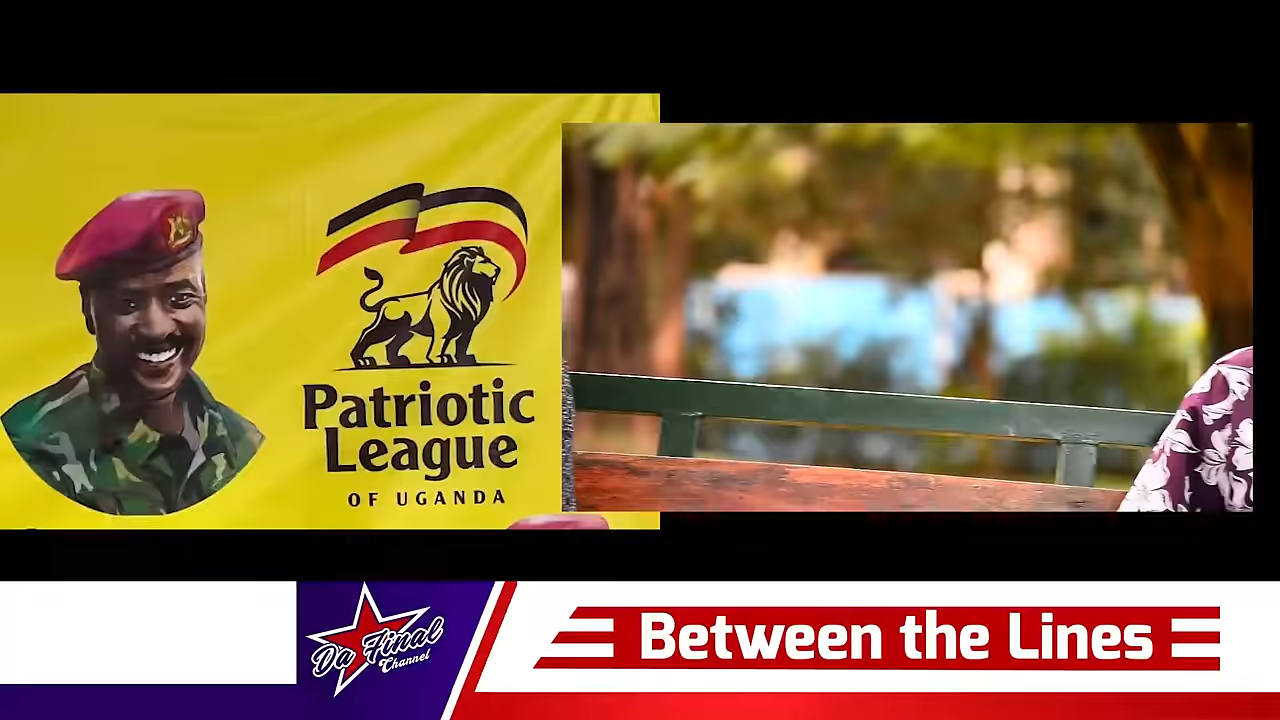 Patriotic
League
OF UGANDA
Da Final
Channel
Between the Lines